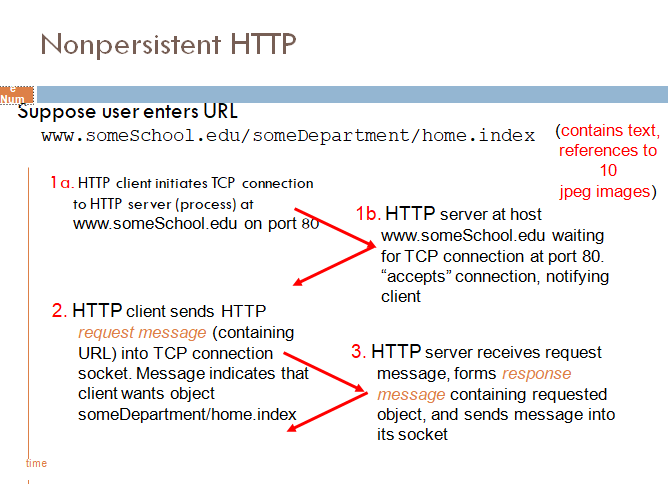 Nonpersistent HTTP
e
Num
Suppose user enters URL
www.someSchool.edu/someDepartment/home.index
(contains text,
references to
10
jpeg images)
1a. HTTP client initiates TCP connection
to HTTP server (process) at
www.someSchool.edu on port 80
1b. HTTP server at host
www.someSchool.edu waiting
for TCP connection at port 80.
“accepts” connection, notifying
client
2. HTTP client sends HTTP
request message (containing
URL) into TCP connection
socket. Message indicates that
client wants object
someDepartment/home.index
3. HTTP server receives request
message, forms response
message containing requested
object, and sends message into
its socket
time